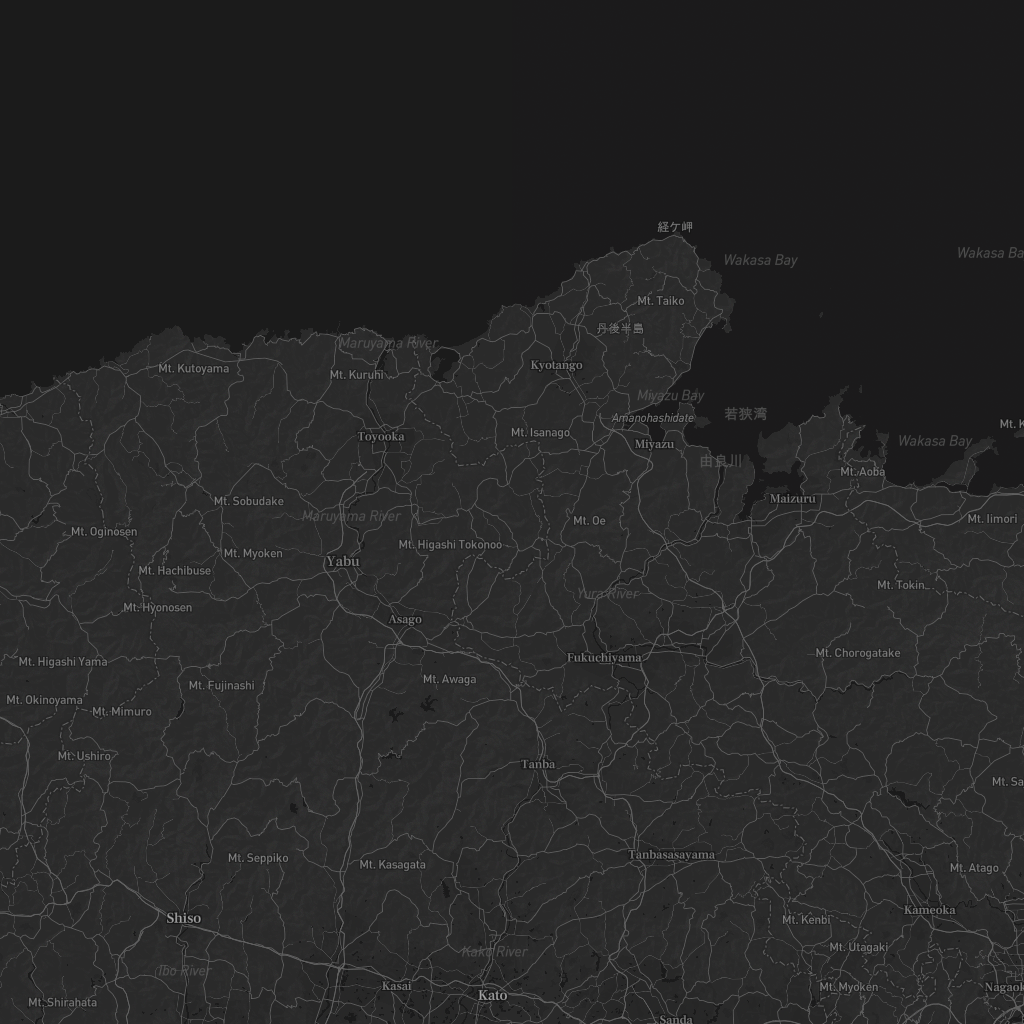 経ケ岬
Wakasa Bay
Wakasa Ba
Mt. Taiko
丹後半島
Maruyama River
Mt. Kutoyama
Mt. Kuruhi
Kyotango
Miyazu Bay
Amanohashidate
若狭湾
Mt. K
Toyooka
Mt. Isanago
Miyazu
Wakasa Bay
由良川
Mt. Aoba
Mt. Sobudake
Maizuru
Maruyama River
Mt. Oe
Mt. Iimori
Mt. Oginosen
Mt. Higashi Tokonoo
Mt. Myoken
Yabu
Mt. Hachibuse
Mt. Tokin
Yura River
Mt. Hyonosen
Asago
Mt. Higashi Yama
Fukuchiyama
Mt. Chorogatake
Mt. Fujinashi
Mt. Awaga
Mt. Okinoyama
Mt. Mimuro
Mt. Ushiro
Tanba
Mt. Sa
Mt. Seppiko
Mt. Kasagata
Tanbasasayama
Mt. Atago
Shiso
Kameoka
Mt. Kenbi
Mt. Utagaki
Kako River
Ibo River
Kasai
Kato
Mt. Myoken
Nagaok
Mt. Shirahata
Sanda